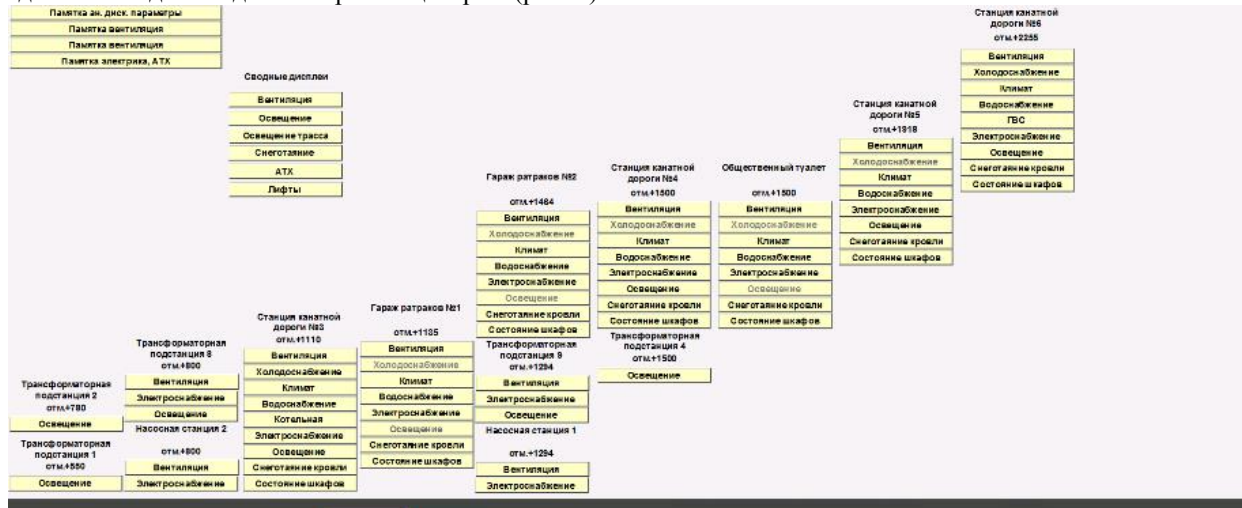 Памятка ан. диск. параметры
Памятка вентиляция
Памятка вентиляция
Памятка электрика, АТХ
Сводные дисплеи
Вентиляция
Освещение
Освещение трасса
Снеготаяние
АТХ
Лифты
Трансформаторная
подстанция 2
отм.+780
Освещение
Трансформаторная
подстанция 1
отм.+550
Освещение
Трансформаторная
подстанция 8
отм.+800
Вентиляция
Электроснабжение
Освещение
Насосная станция 2
отм.+800
Вентиляция
Электроснабжение
Станция канатной
дороги №3
отм.+1110
Вентиляция
Холодоснабжение
Климат
Водоснабжение
Котельная
Электроснабжение
Освещение
Снеготаяние кровли
Состояние шкафов
Гараж ратраков №1
отм.+1135
Вентиляция
Холодоснабжение
Климат
Водоснабжение
Электроснабжение
Освещение
Снеготаяние кровли
Состояние шкафов
Гараж ратраков №2
отм.+1464
Вентиляция
Холодоснабжение
Климат
Водоснабжение
Электроснабжение
Освещение
Снеготаяние кровли
Состояние шкафов
Трансформаторная
подстанция 9
отм.+1294
Вентиляция
Электроснабжение
Освещение
Насосная станция 1
отм.+1294
Вентиляция
Электроснабжение
Станция канатной
дороги №4
отм.+1500
Вентиляция
Холодоснабжение
Климат
Водоснабжение
Электроснабжение
Освещение
Снеготаяние кровли
Состояние шкафов
Трансформаторная
подстанция 4
отм.+1500
Освещение
Общественный туалет
отм.+1500
Вентиляция
Холодоснабжение
Климат
Водоснабжение
Электроснабжение
Освещение
Снеготаяние кровли
Состояние шкафов
Станция канатной
дороги №5
отм.+1918
Вентиляция
Холодоснабжение
Климат
Водоснабжение
Электроснабжение
Освещение
Снеготаяние кровли
Состояние шкафов
Станция канатной
дороги №6
отм.+2255
Вентиляция
Холодоснабжение
Климат
Водоснабжение
ГВС
Электроснабжение
Освещение
Снеготаяние кровли
Состояние шкафов